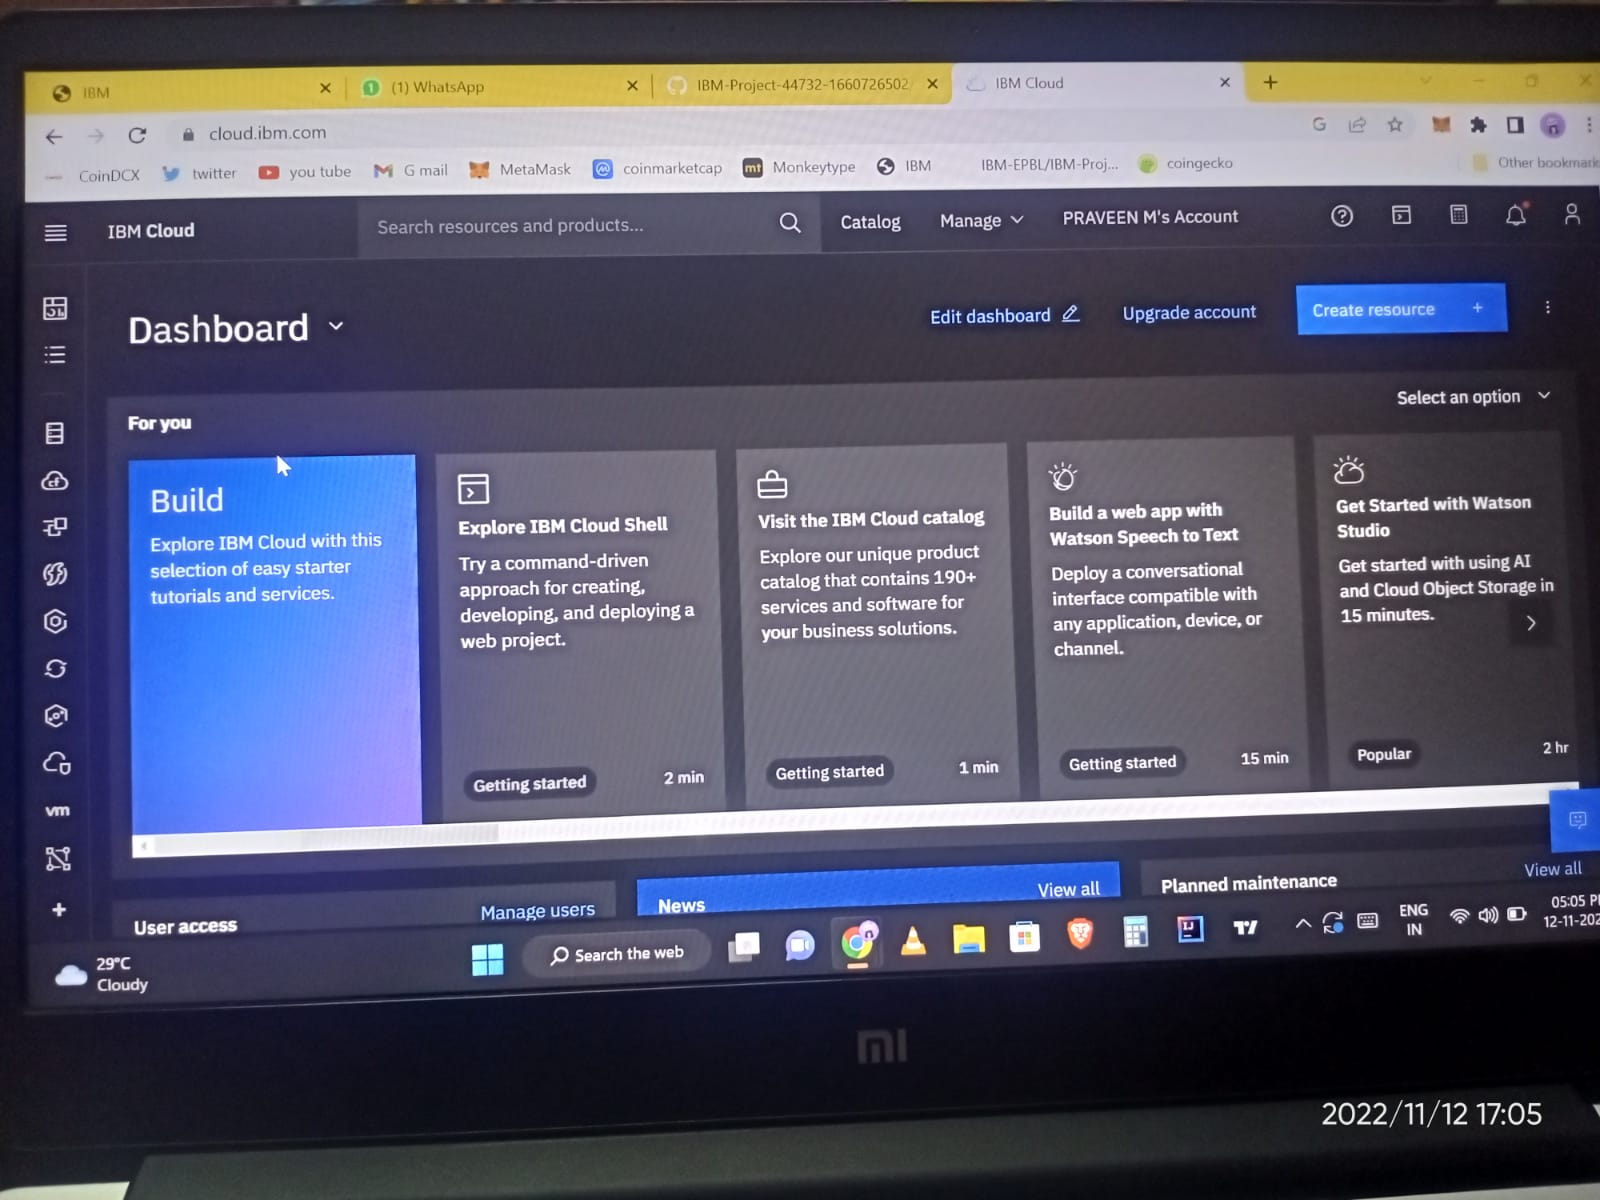 IBM
(1) WhatsApp
IBM-Project-44732-1660726502
IBM Cloud
cloud.ibm.com
CoinDCX
twitter
you tube
G mail
MetaMask
coinmarketcap
mt
Monkeytype
IBM
IBM-EPBL/IBM-Proj...
coingecko
Other bookmark
IBM Cloud
Search resources and products...
Catalog
Manage
PRAVEEN M's Account
Dashboard
Edit dashboard
Upgrade account
Create resource +
Select an option
For you
Build
Explore IBM Cloud with this
selection of easy starter
tutorials and services.
Explore IBM Cloud Shell
Try a command-driven
approach for creating,
developing, and deploying a
web project.
Getting started
2 min
Visit the IBM Cloud catalog
Explore our unique product
catalog that contains 190+
services and software for
your business solutions.
Getting started
1 min
Build a web app with
Watson Speech to Text
Deploy a conversational
interface compatible with
any application, device, or
channel.
Getting started
15 min
Get Started with Watson
Studio
Get started with using AI
and Cloud Object Storage in
15 minutes.
Popular
2 hr
vm
User access
Manage users
News
View all
Planned maintenance
View all
29°C
Cloudy
Search the web
ENG
IN
05:05 P
12-11-202
mi
2022/11/12 17:05